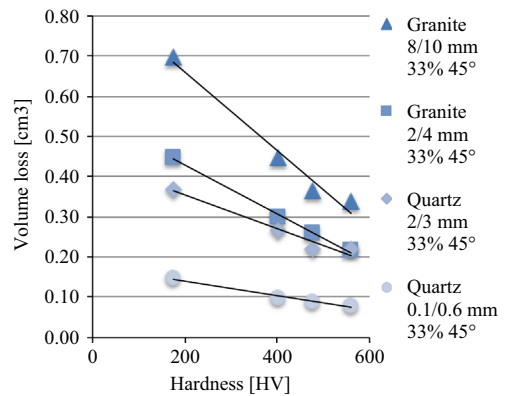 0.80
0.70
0.60
0.50
0.40
0.30
0.20
0.10
0.00
Volume loss [cm3]
0
200
400
600
Hardness [HV]
Granite
8/10 mm
33% 45°
Granite
2/4 mm
33% 45°
Quartz
2/3 mm
33% 45°
Quartz
0.1/0.6 mm
33% 45°